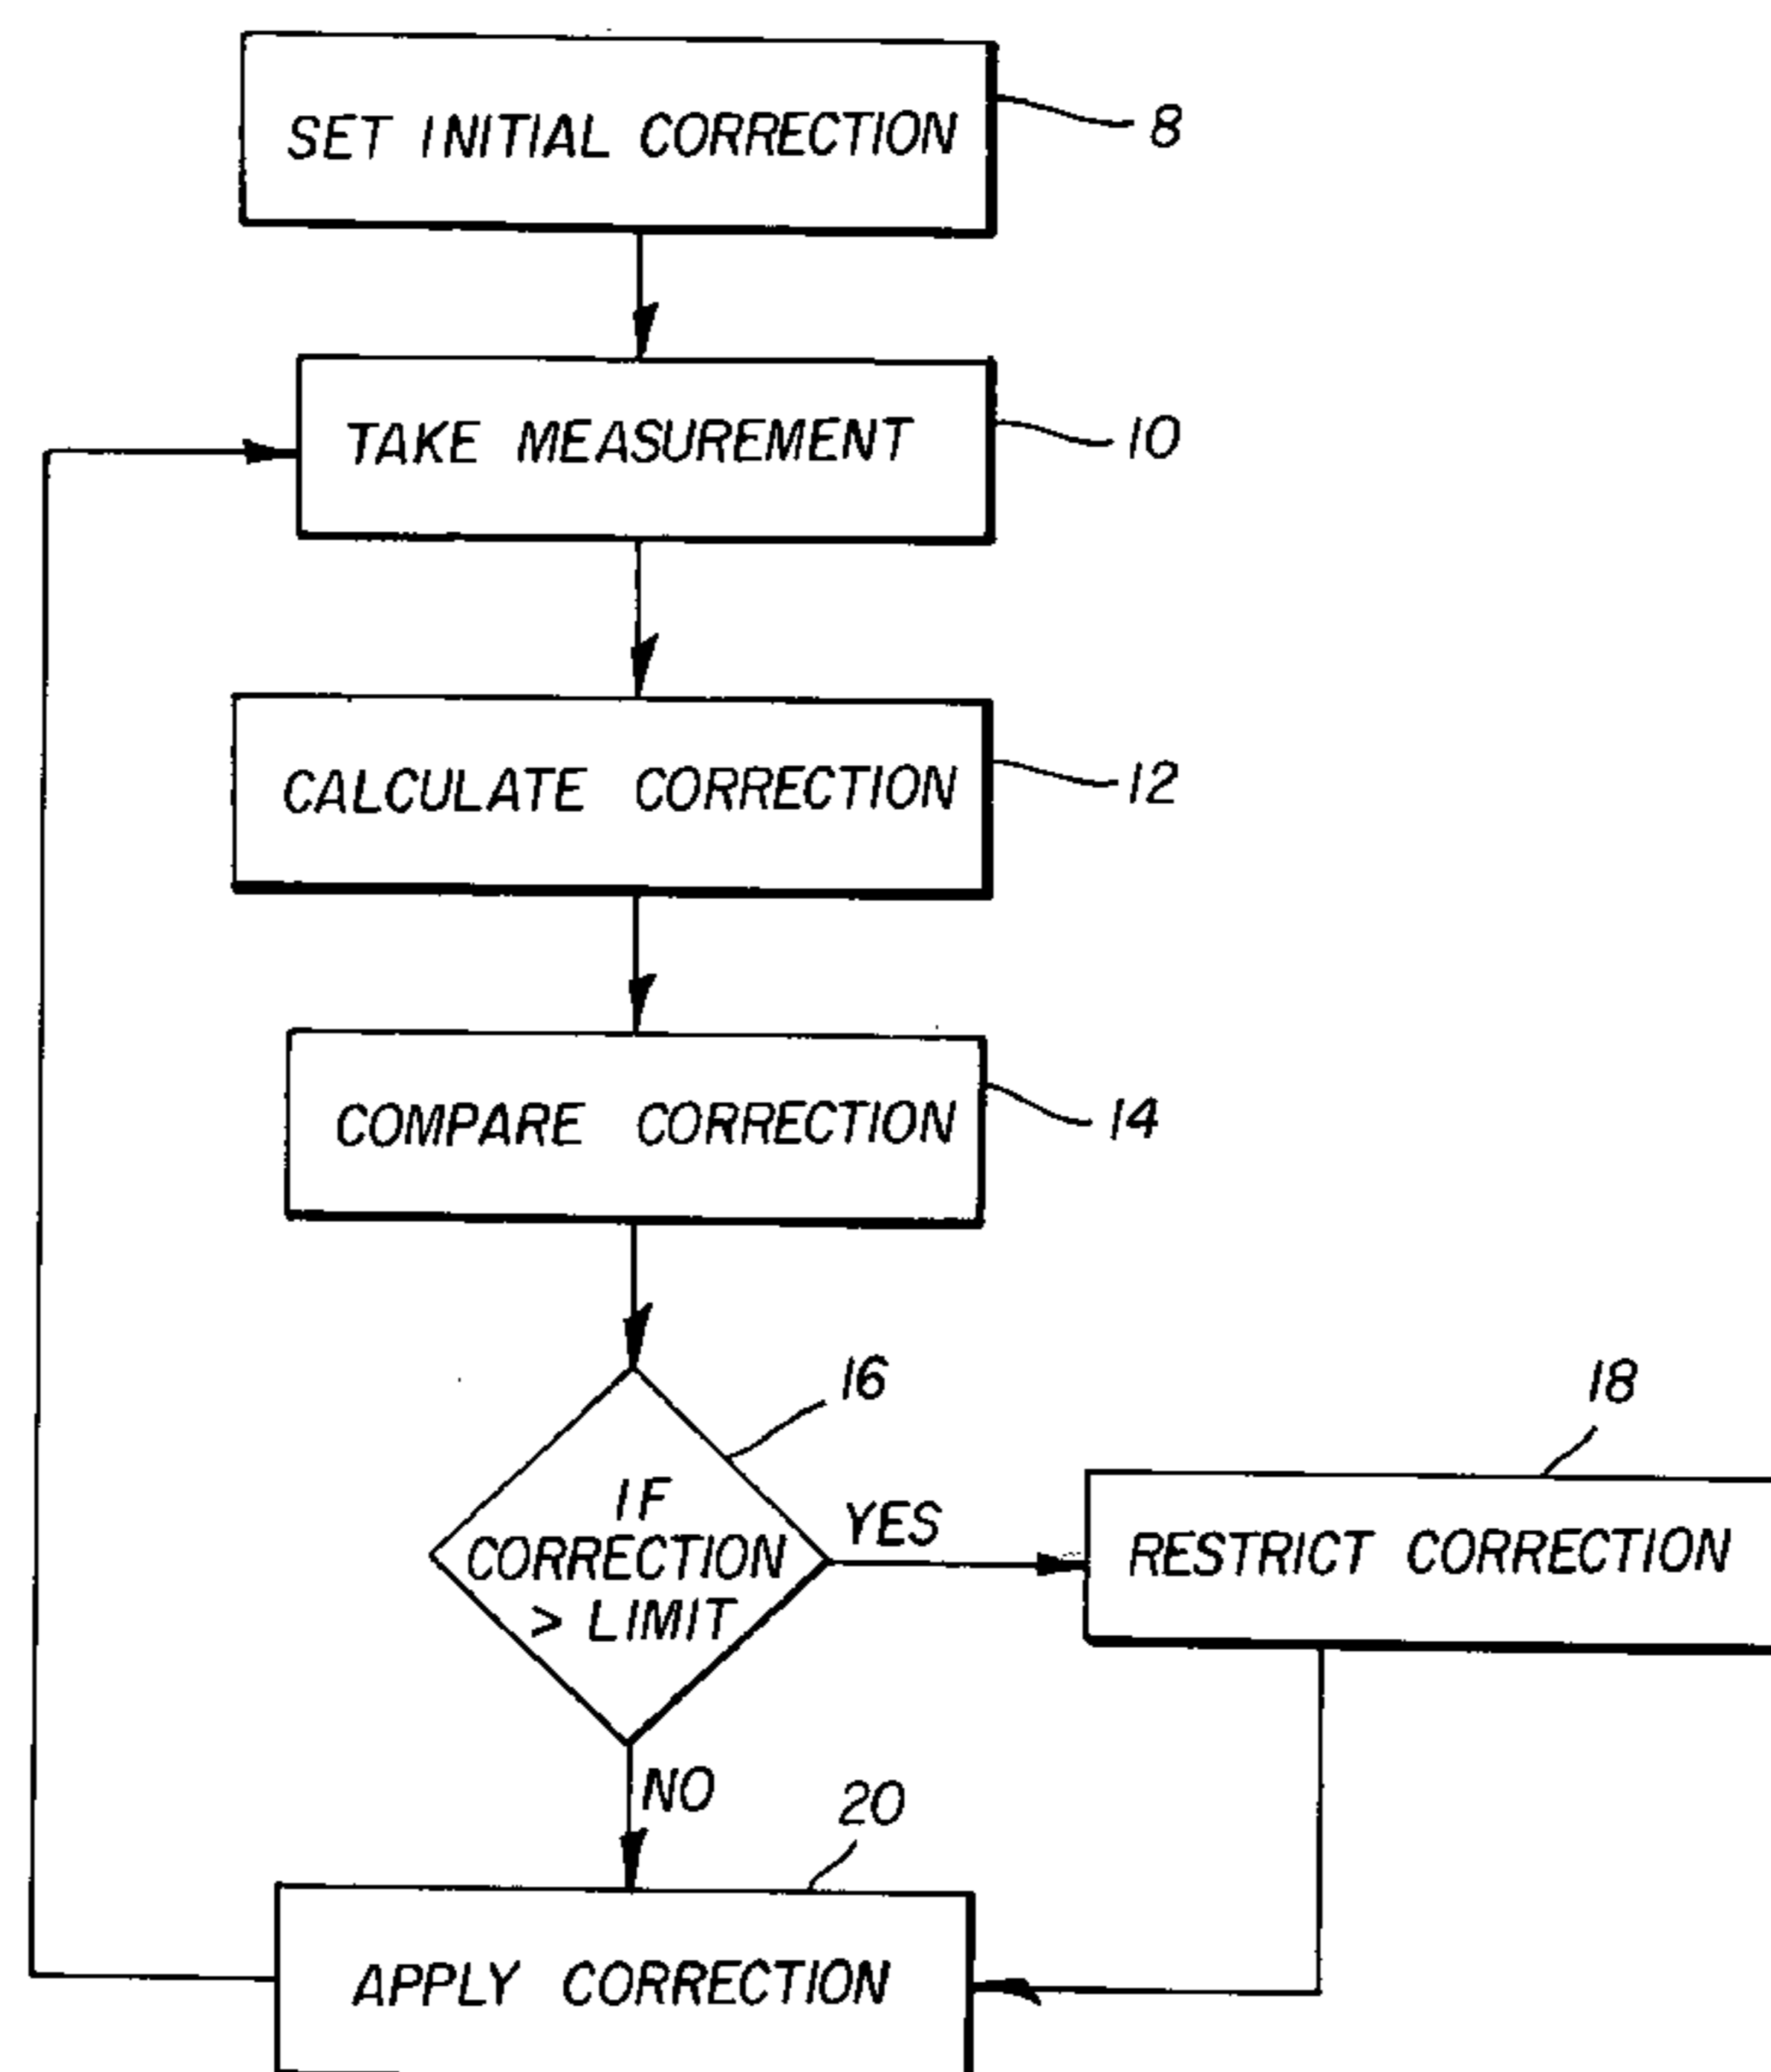 SET INITIAL CORRECTION
8
TAKE MEASUREMENT
10
CALCULATE CORRECTION
12
COMPARE CORRECTION
14
16
IF
CORRECTION
> LIMIT
YES
18
RESTRICT CORRECTION
NO
20
APPLY CORRECTION